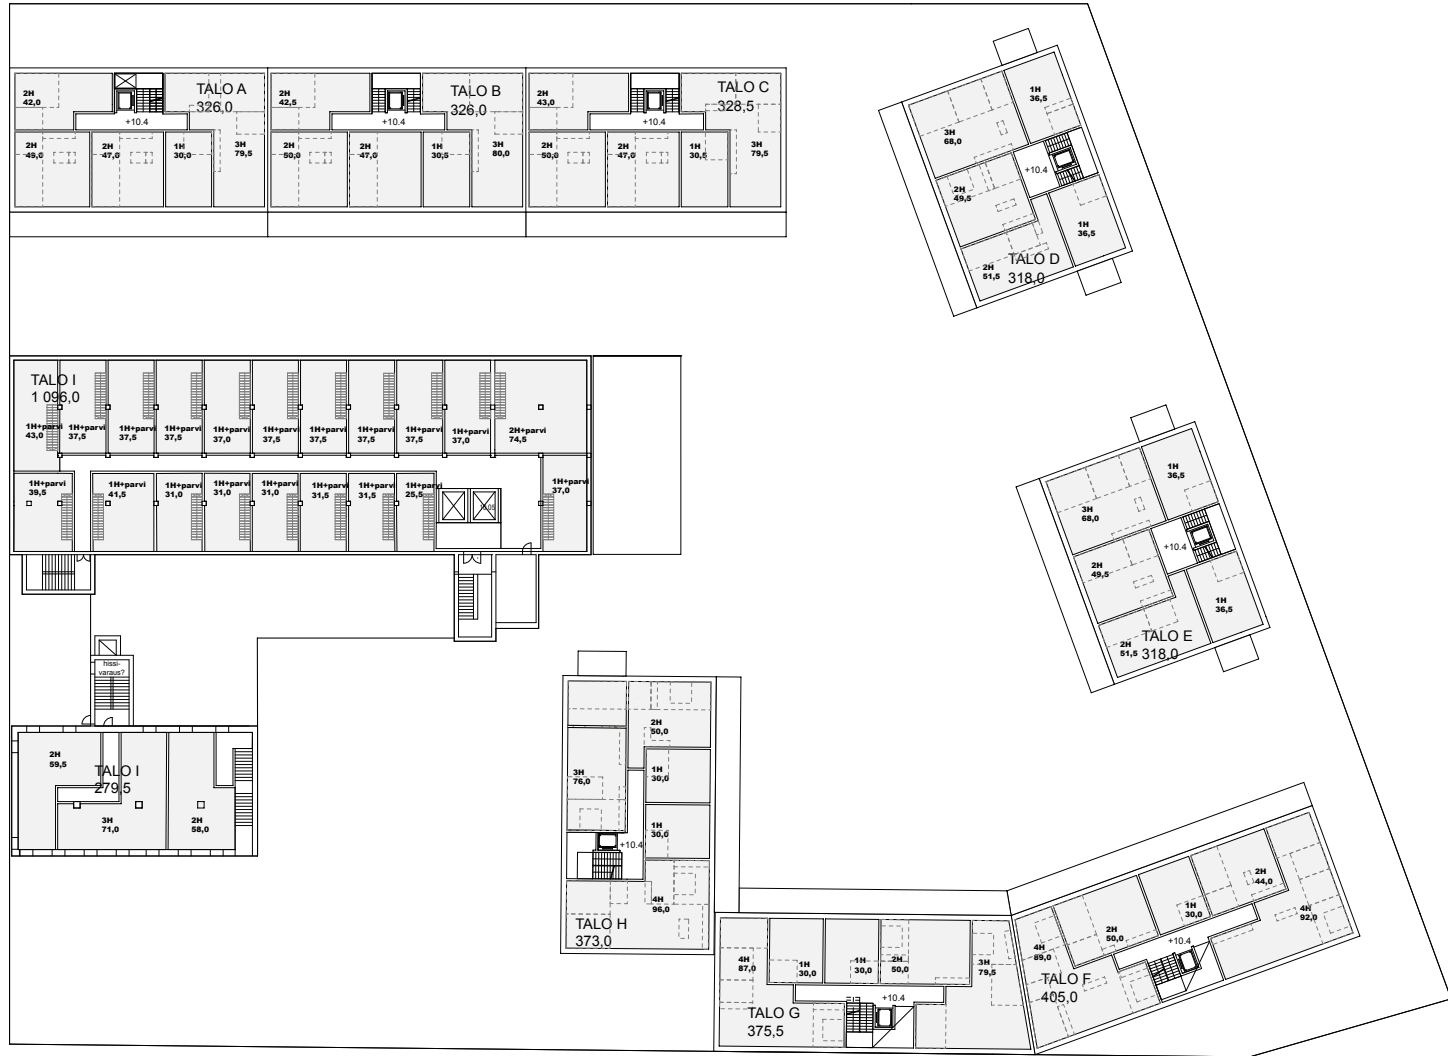 TALO A
326,0
2H
42,0
+10.4
2H
49,0
2H
47,0
1H
30,0
3H
79,5
TALO B
326,0
2H
42,5
+10.4
2H
50,0
2H
47,0
1H
30,5
3H
80,0
TALO C
328,5
2H
43,0
+10.4
2H
50,0
2H
47,0
1H
30,5
3H
79,5
1H
36,5
3H
68,0
+10.4
2H
49,5
1H
36,5
2H
51,5
TALO D
318,0
TALO I
1 096,0
1H+parvi
43,0
1H+parvi
37,5
1H+parvi
37,5
1H+parvi
37,5
1H+parvi
37,0
1H+parvi
37,5
1H+parvi
37,5
1H+parvi
37,5
1H+parvi
37,5
1H+parvi
37,0
2H+parvi
74,5
1H+parvi
39,5
1H+parvi
41,5
1H+parvi
31,0
1H+parvi
31,0
1H+parvi
31,0
1H+parvi
31,5
1H+parvi
31,5
1H+parvi
25,5
1H+parvi
37,0
1H
36,5
3H
68,0
+10.4
2H
49,5
1H
36,5
2H
51,5
TALO E
318,0
hissi-
varaus?
2H
59,5
TALO I
279,5
3H
71,0
2H
58,0
2H
50,0
3H
76,0
1H
30,0
1H
30,0
+10.4
4H
96,0
TALO H
373,0
4H
87,0
1H
30,0
1H
30,0
2H
50,0
3H
79,5
+10.4
TALO G
375,5
4H
89,0
2H
50,0
1H
30,0
2H
44,0
4H
92,0
+10.4
TALO F
405,0